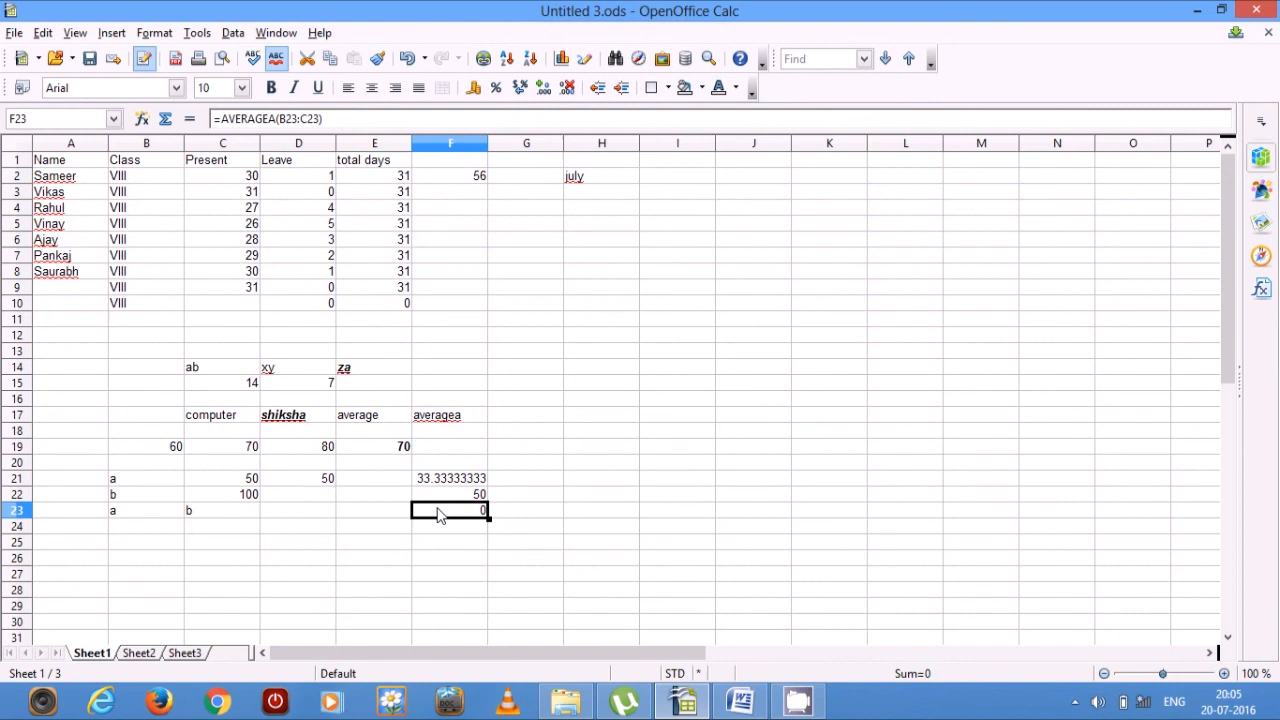 Untitled 3.ods - OpenOffice Calc
File Edit View Insert Format Tools Data Window Help
Find
Arial 10
F23 =AVERAGEA(B23:C23)
A B C D E F G H I J K L M N O P
1 Name Class Present Leave total days
2 Sameer VIII 30 1 31 56 july
3 Vikas VIII 31 0 31
4 Rahul VIII 27 4 31
5 Vinay VIII 26 5 31
6 Ajay VIII 28 3 31
7 Pankaj VIII 29 2 31
8 Saurabh VIII 30 1 31
9 VIII 31 0 31
10 VIII 0 0
11
12
13
14 ab xy za
15 14 7
16
17 computer shiksha average averagea
18
19 60 70 80 70
20
21 a 50 50 33.33333333
22 b 100 50
23 a b 0
24
25
26
27
28
29
30
31
Sheet1 Sheet2 Sheet3
Sheet 1 / 3 Default STD * Sum=0 100 %
ENG 20:05
20-07-2016